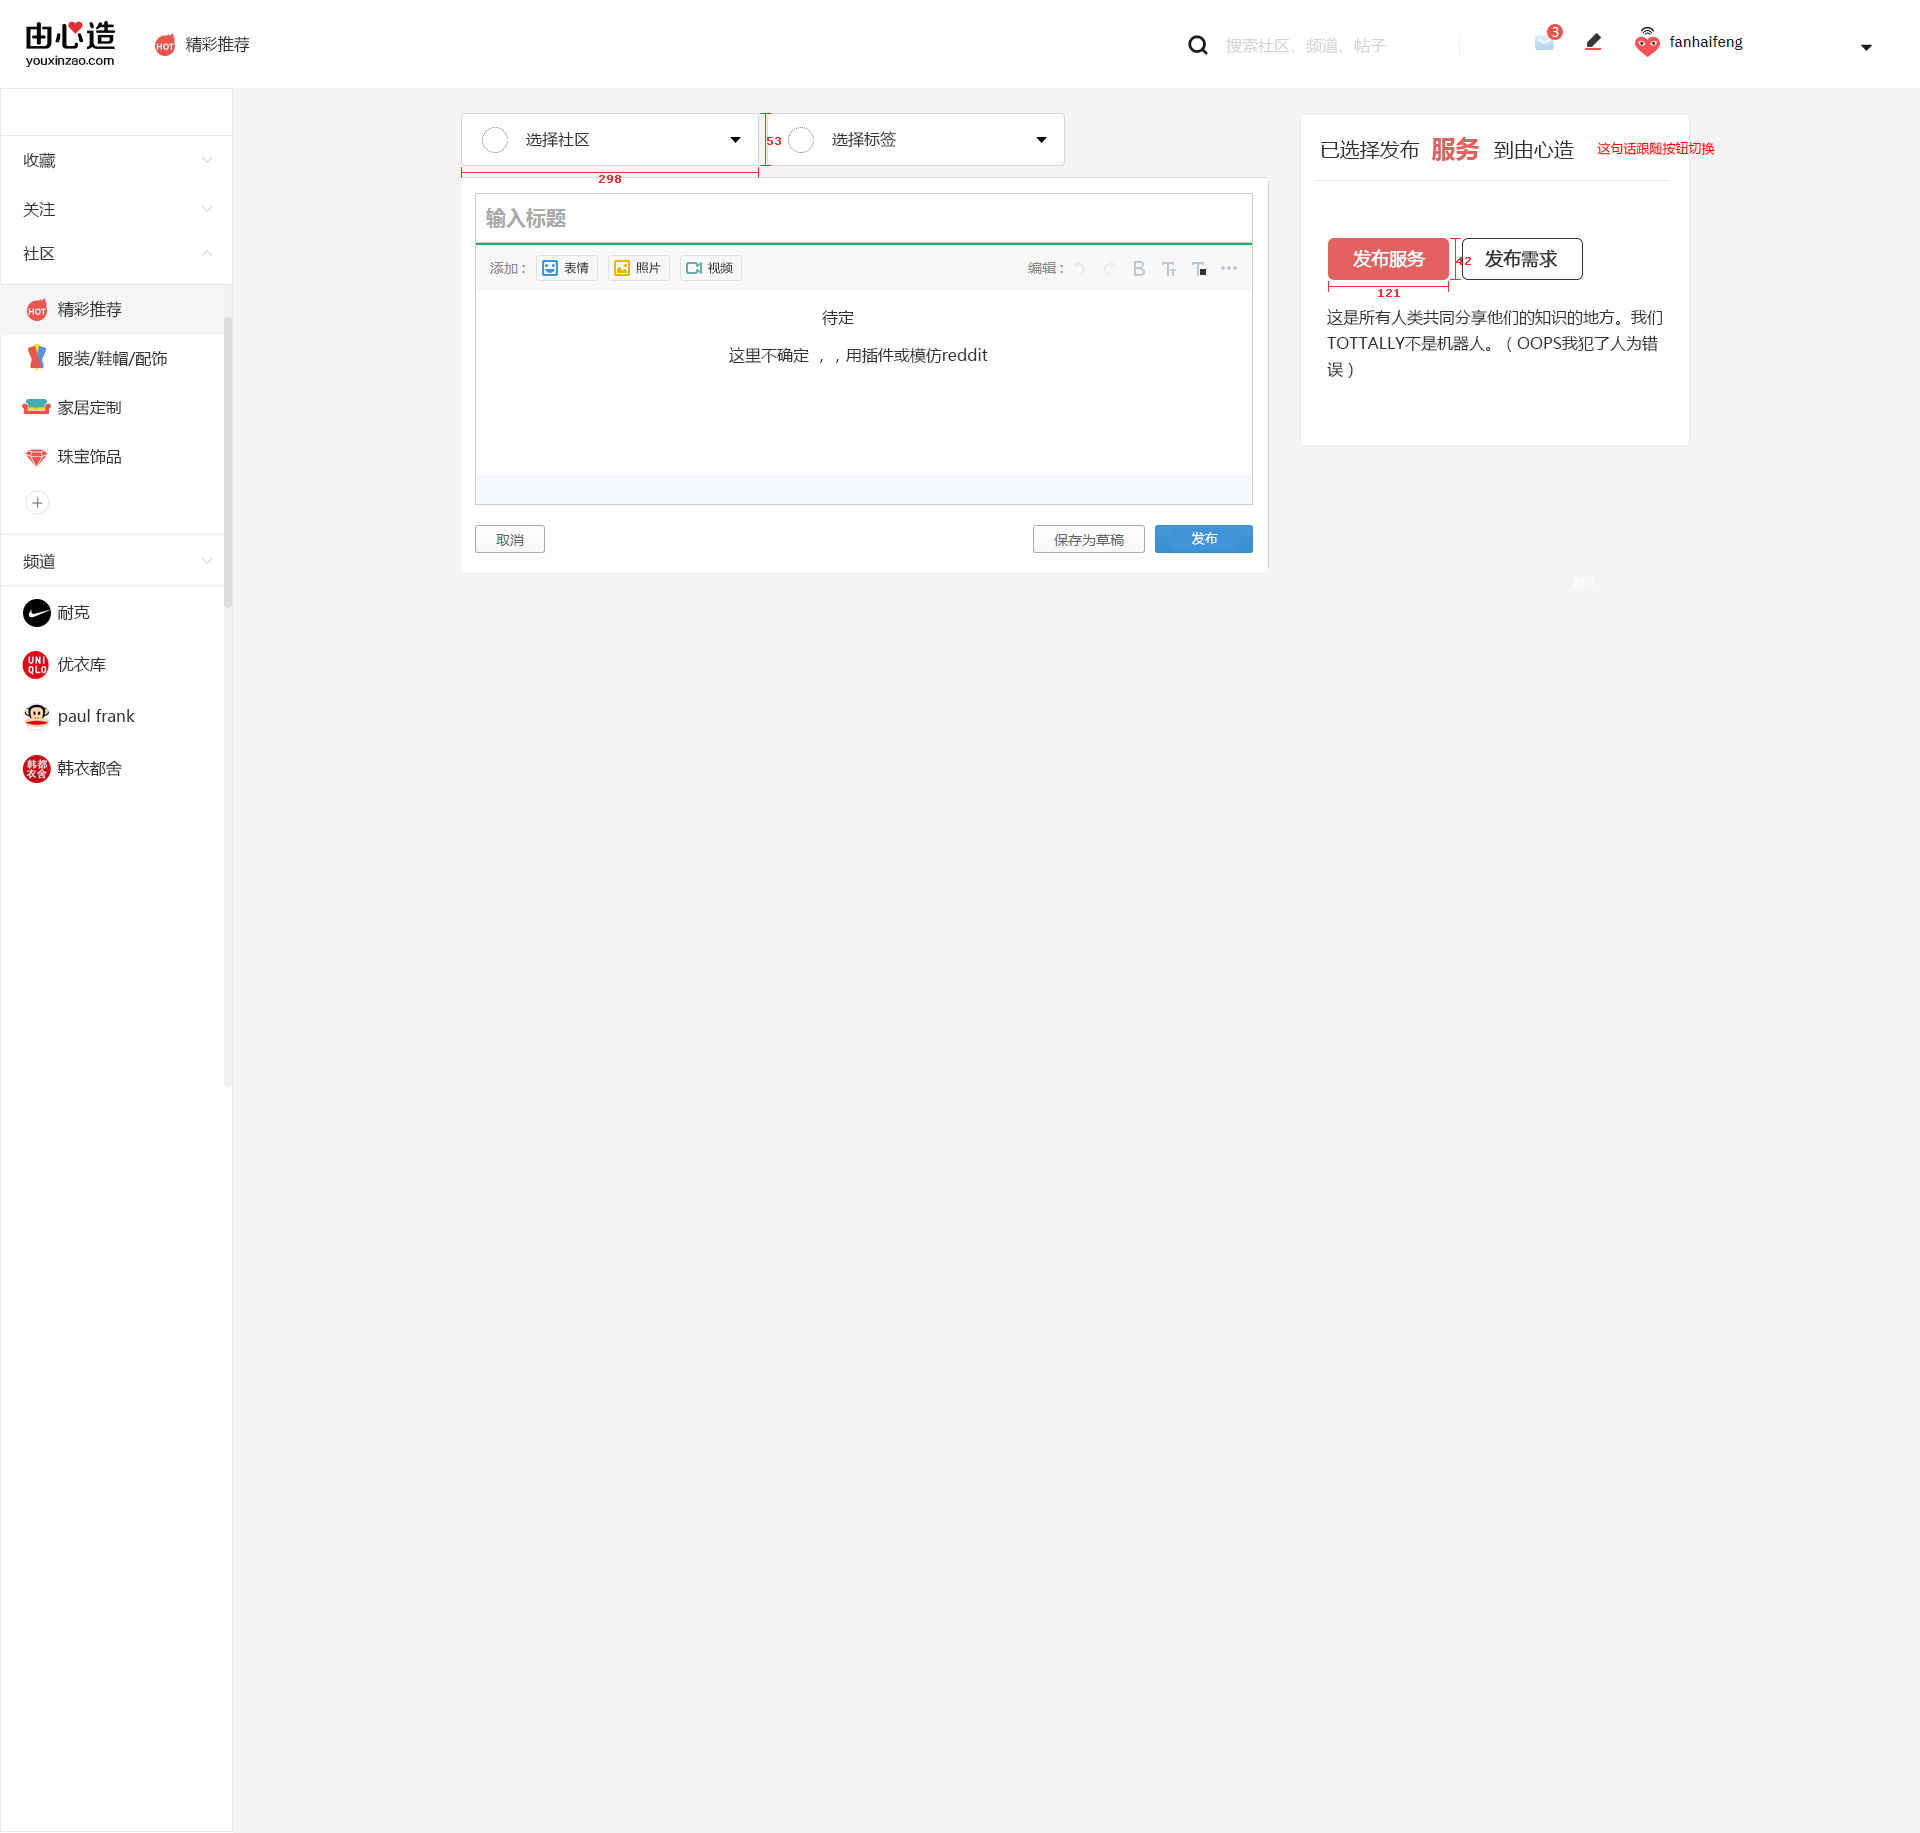 由心造
youxinzao.com
HOT 精彩推荐
搜索社区、频道、帖子
3
fanhaifeng
收藏
关注
社区
HOT 精彩推荐
服装/鞋帽/配饰
家居定制
珠宝饰品
频道
耐克
UNI QLO 优衣库
paul frank
韩都衣舍 韩衣都舍
选择社区
53
选择标签
298
输入标题
添加： 表情 照片 视频
编辑： B
待定
这里不确定 ，，用插件或模仿reddit
取消
保存为草稿
发布
已选择发布 服务 到由心造
这句话跟随按钮切换
发布服务
42
发布需求
121
这是所有人类共同分享他们的知识的地方。我们
TOTTALLY不是机器人。（OOPS我犯了人为错
误）
默认